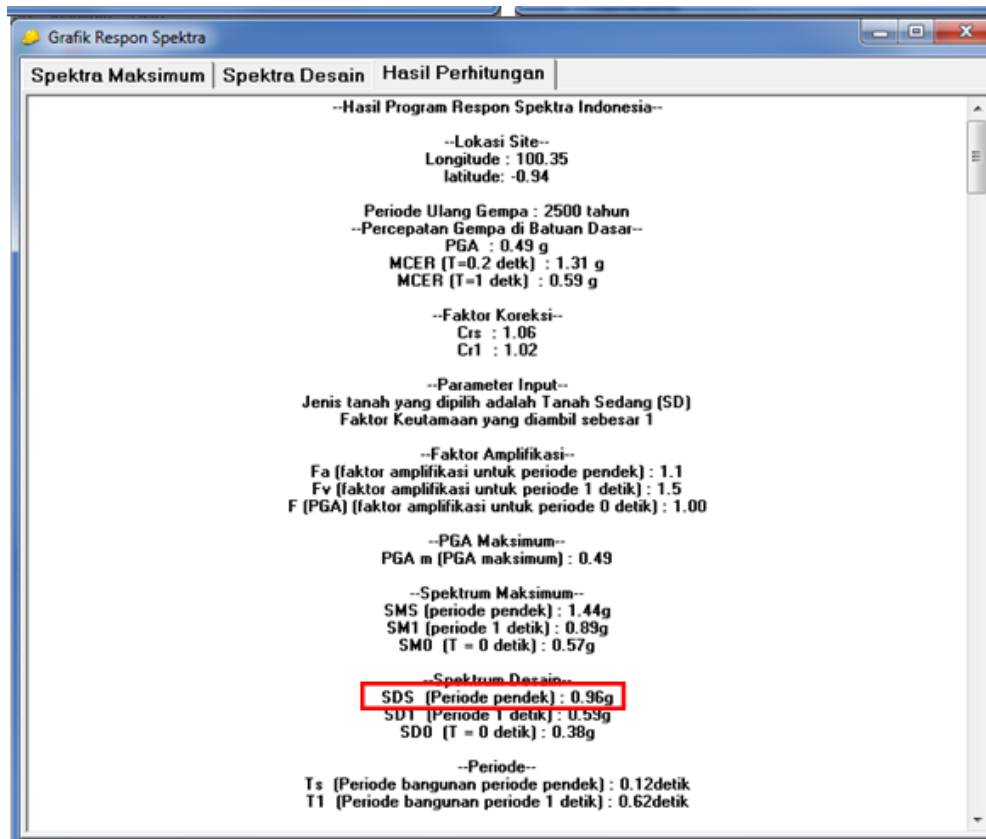 Grafik Respon Spektra
Spektra Maksimum Spektra Desain Hasil Perhitungan
--Hasil Program Respon Spektra Indonesia--
--Lokasi Site--
Longitude : 100.35
latitude: -0.94
Periode Ulang Gempa : 2500 tahun
--Percepatan Gempa di Batuan Dasar--
PGA : 0.49 g
MCER (T=0.2 detk) : 1.31 g
MCER (T=1 detk) : 0.59 g
--Faktor Koreksi--
Crs : 1.06
Cr1 : 1.02
--Parameter Input--
Jenis tanah yang dipilih adalah Tanah Sedang (SD)
Faktor Keutamaan yang diambil sebesar 1
--Faktor Amplifikasi--
Fa (faktor amplifikasi untuk periode pendek) : 1.1
Fv (faktor amplifikasi untuk periode 1 detik) : 1.5
F (PGA) (faktor amplifikasi untuk periode 0 detik) : 1.00
--PGA Maksimum--
PGA m (PGA maksimum) : 0.49
--Spektrum Maksimum--
SMS (periode pendek) : 1.44g
SM1 (periode 1 detik) : 0.89g
SM0 (T = 0 detik) : 0.57g
--Spektrum Desain--
SDS (Periode pendek) : 0.96g
SD1 (Periode 1 detik) : 0.59g
SD0 (T = 0 detik) : 0.38g
--Periode--
Ts (Periode bangunan periode pendek) : 0.12detik
T1 (Periode bangunan periode 1 detik) : 0.62detik